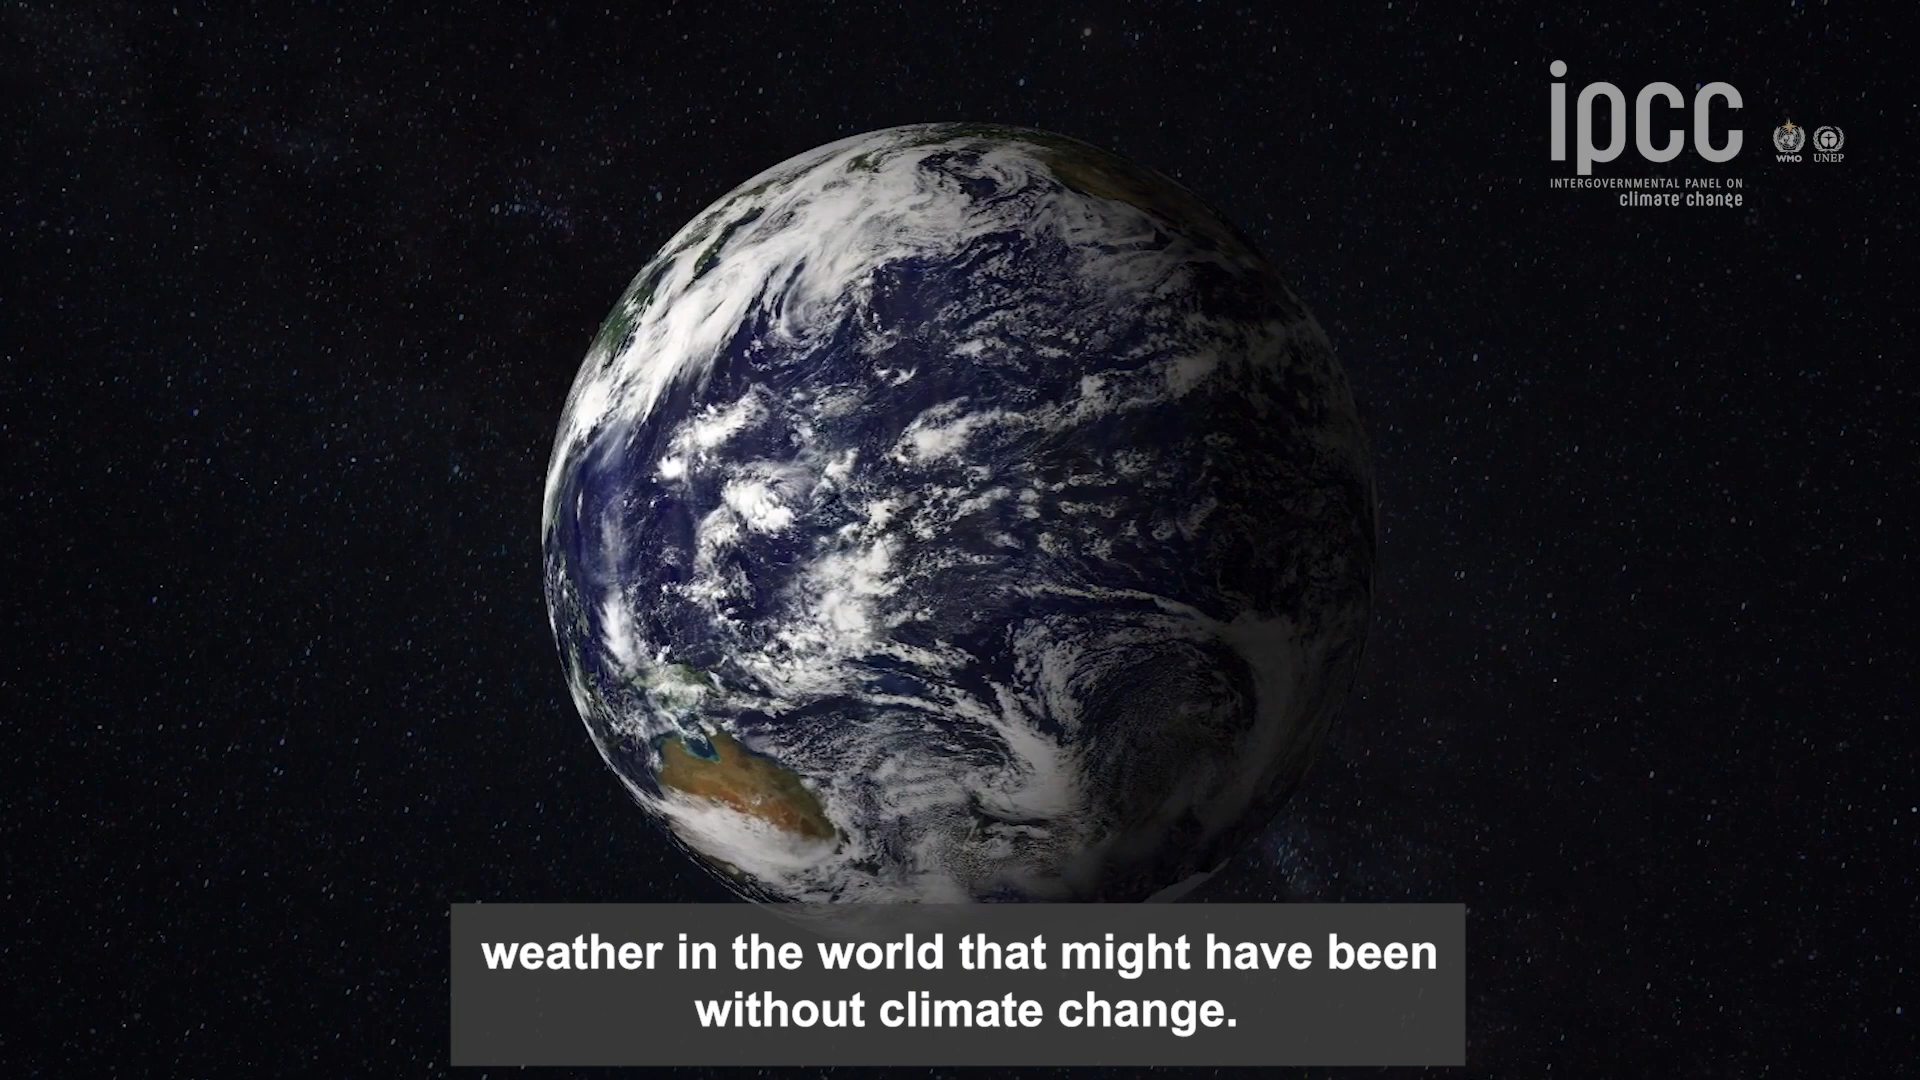 ipcc
INTERGOVERNMENTAL PANEL ON
climate change
WMO
UNEP
weather in the world that might have been
without climate change.